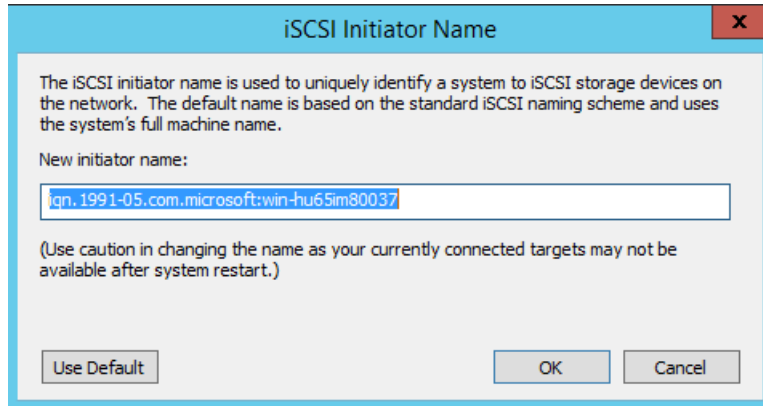 iSCSI Initiator Name
x
The iSCSI initiator name is used to uniquely identify a system to iSCSI storage devices on
the network.  The default name is based on the standard iSCSI naming scheme and uses
the system's full machine name.
New initiator name:
iqn.1991-05.com.microsoft:win-hu65im80037
(Use caution in changing the name as your currently connected targets may not be
available after system restart.)
Use Default
OK
Cancel